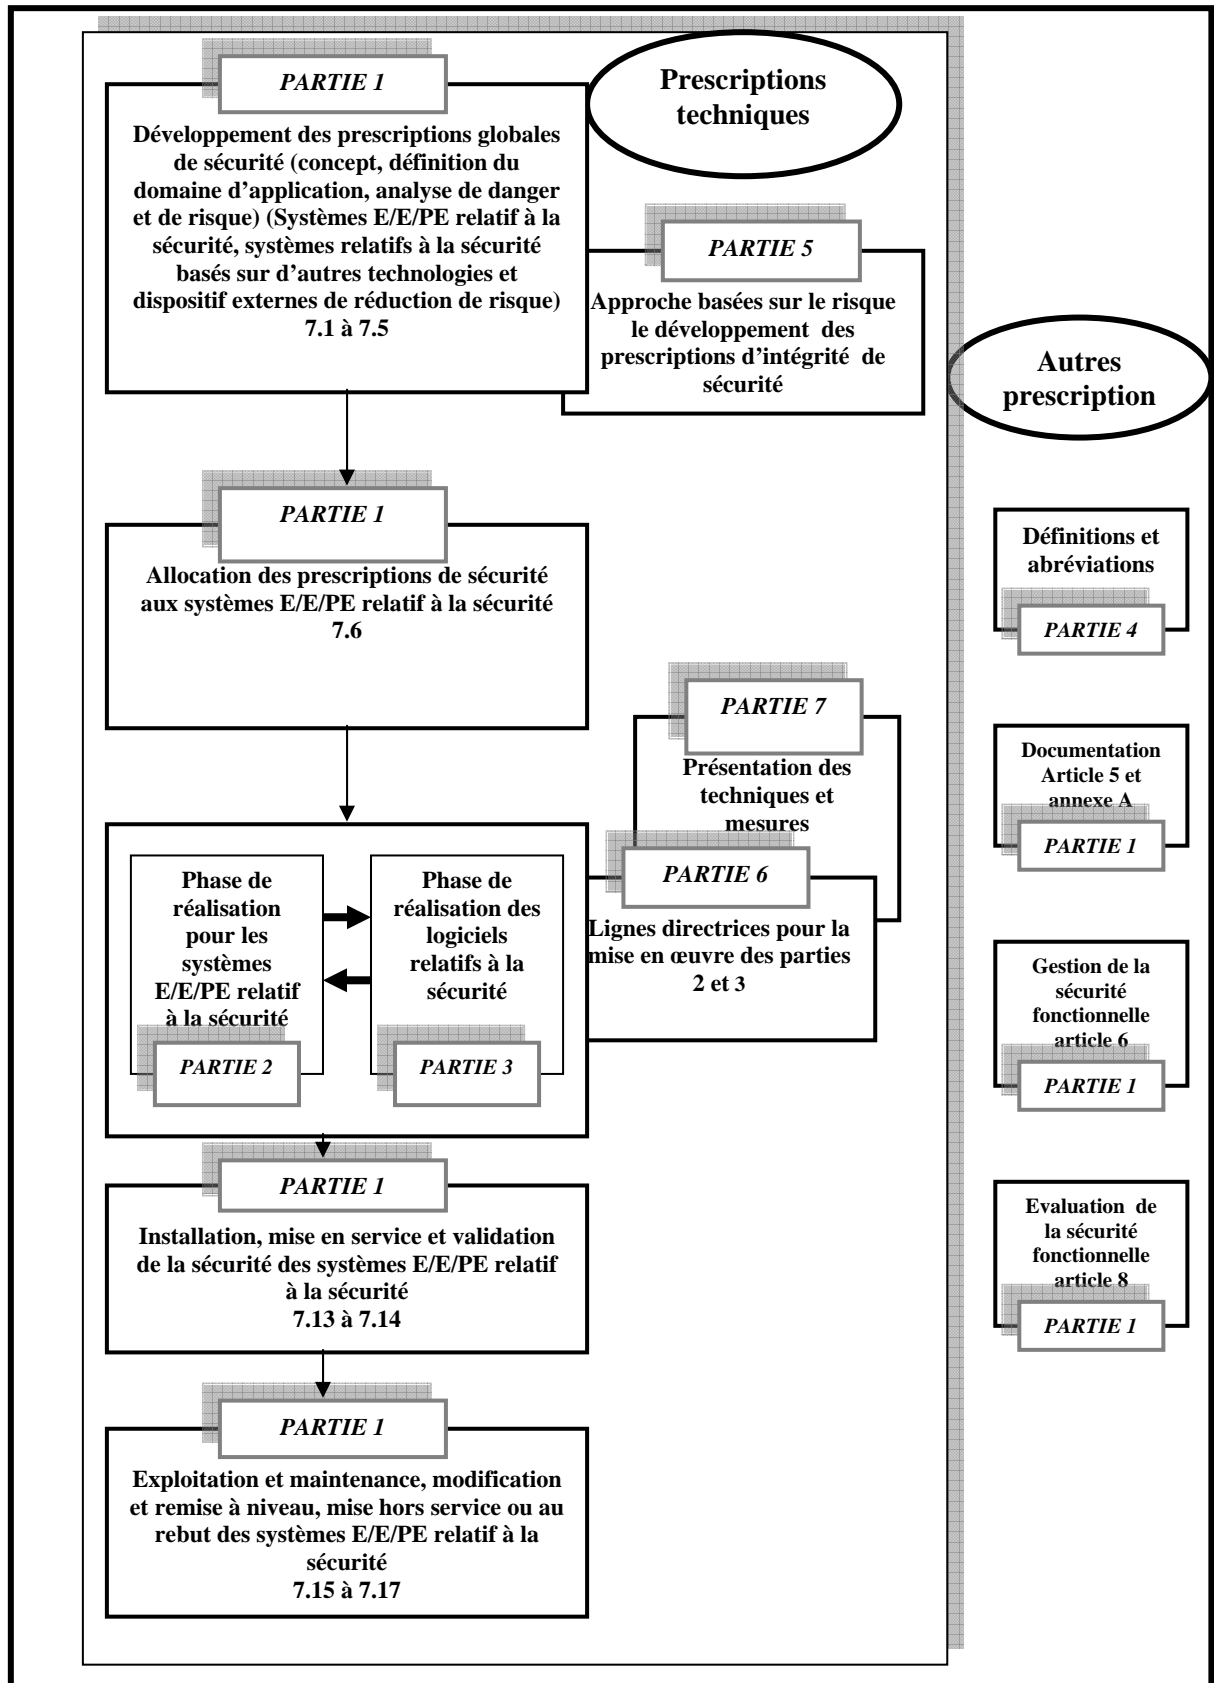 PARTIE 1
Développement des prescriptions globales
de sécurité (concept, définition du
domaine d'application, analyse de danger
et de risque) (Systèmes E/E/PE relatif à la
sécurité, systèmes relatifs à la sécurité
basés sur d'autres technologies et
dispositif externes de réduction de risque)
7.1 à 7.5
Prescriptions
techniques
PARTIE 5
Approche basées sur le risque
le développement des
prescriptions d'intégrité de
sécurité
Autres
prescription
PARTIE 1
Allocation des prescriptions de sécurité
aux systèmes E/E/PE relatif à la sécurité
7.6
Définitions et
abréviations
PARTIE 4
PARTIE 7
Présentation des
techniques et
mesures
Documentation
Article 5 et
annexe A
PARTIE 1
Phase de
réalisation
pour les
systèmes
E/E/PE relatif
à la sécurité
PARTIE 2
Phase de
réalisation des
logiciels
relatifs à la
sécurité
PARTIE 3
PARTIE 6
Lignes directrices pour la
mise en œuvre des parties
2 et 3
Gestion de la
sécurité
fonctionnelle
article 6
PARTIE 1
PARTIE 1
Installation, mise en service et validation
de la sécurité des systèmes E/E/PE relatif
à la sécurité
7.13 à 7.14
Evaluation de
la sécurité
fonctionnelle
article 8
PARTIE 1
PARTIE 1
Exploitation et maintenance, modification
et remise à niveau, mise hors service ou au
rebut des systèmes E/E/PE relatif à la
sécurité
7.15 à 7.17